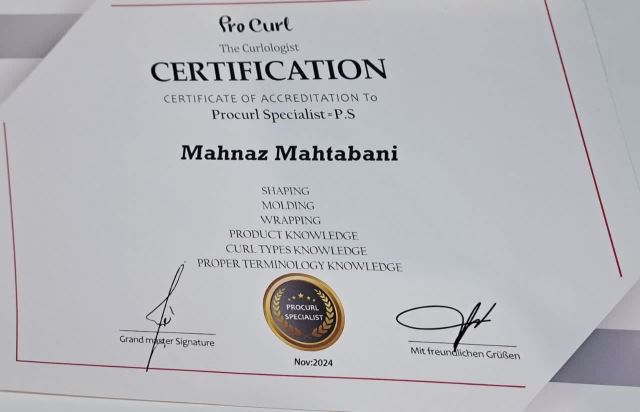 Pro Curl
The Curlologist
CERTIFICATION
CERTIFICATE OF ACCREDITATION To
Procurl Specialist=P.S
Mahnaz Mahtabani
SHAPING
MOLDING
WRAPPING
PRODUCT KNOWLEDGE
CURL TYPES KNOWLEDGE
PROPER TERMINOLOGY KNOWLEDGE
PROCURL
SPECIALIST
Grand master Signature
Mit freundlichen Grüßen
Nov:2024